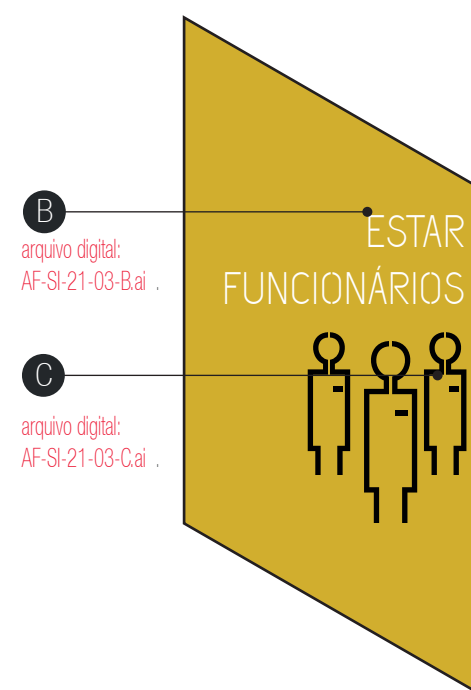 B
arquivo digital:
AF-SI-21-03-B.ai .
ESTAR
FUNCIONÁRIOS
C
arquivo digital:
AF-SI-21-03-C.ai .